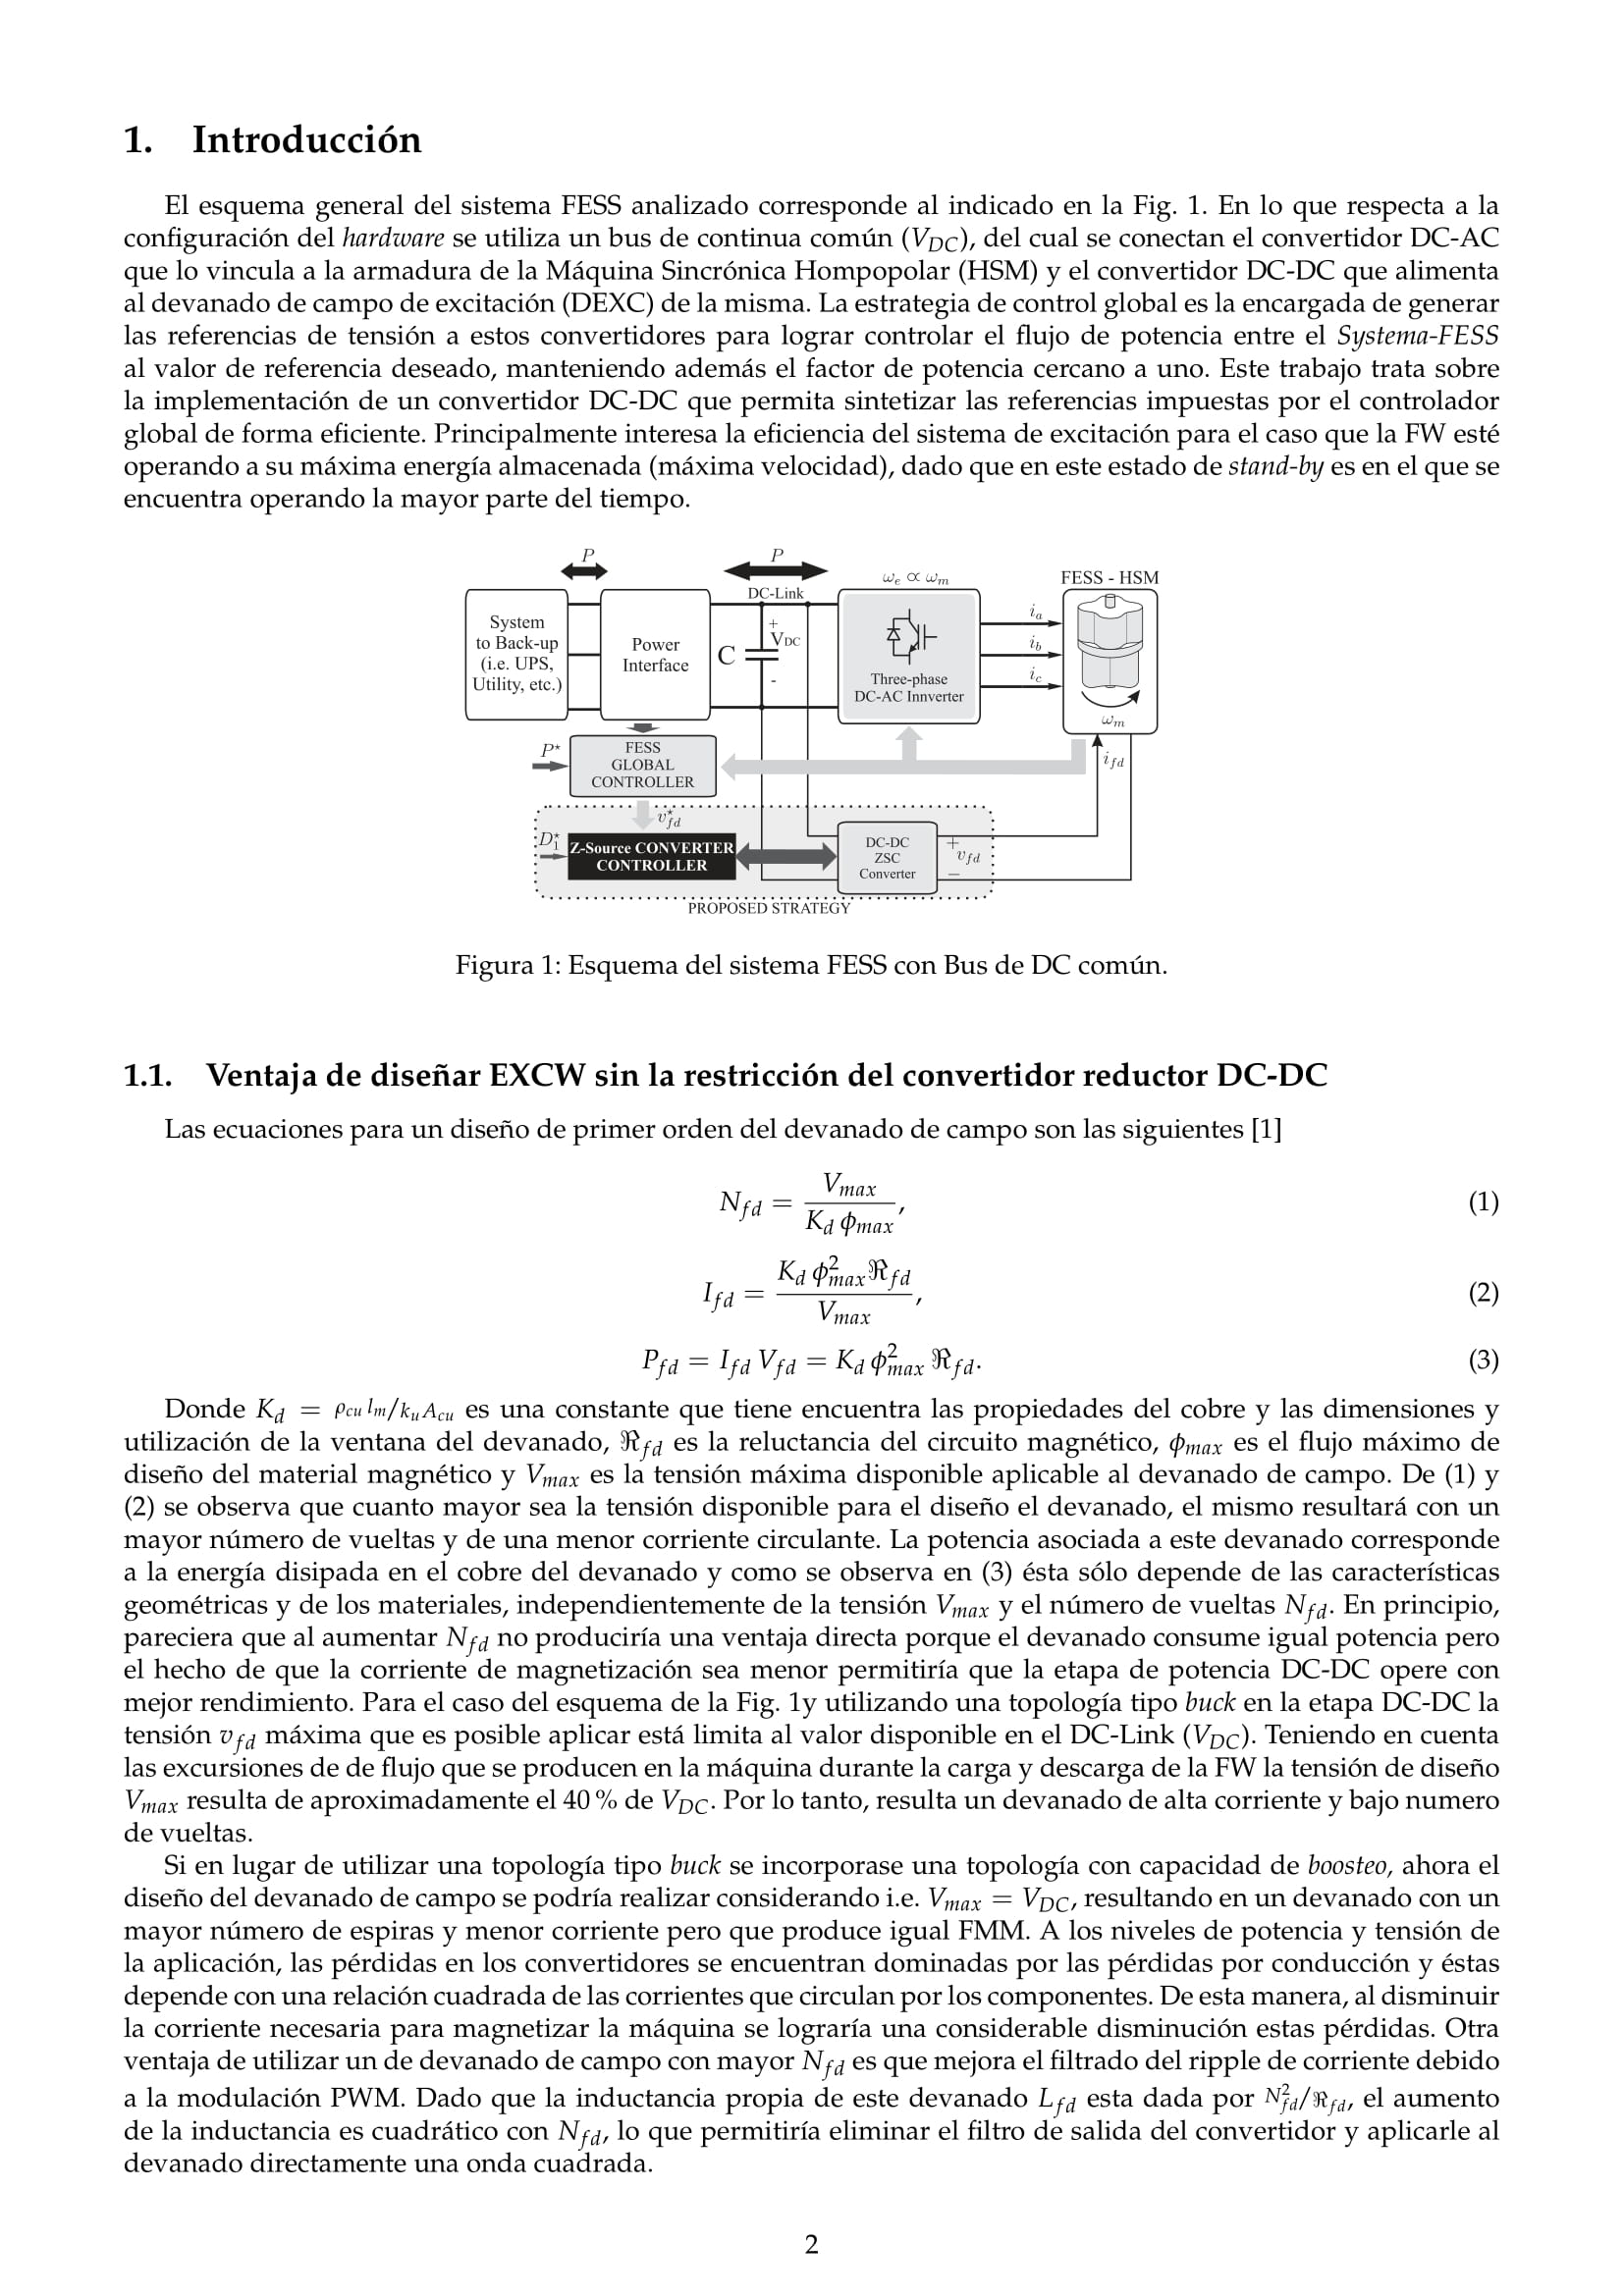 1. Introducción
El esquema general del sistema FESS analizado corresponde al indicado en la Fig. 1. En lo que respecta a la
configuración del hardware se utiliza un bus de continua común (V_{DC}), del cual se conectan el convertidor DC-AC
que lo vincula a la armadura de la Máquina Sincrónica Hompopolar (HSM) y el convertidor DC-DC que alimenta
al devanado de campo de excitación (DEXC) de la misma. La estrategia de control global es la encargada de generar
las referencias de tensión a estos convertidores para lograr controlar el flujo de potencia entre el Systema-FESS
al valor de referencia deseado, manteniendo además el factor de potencia cercano a uno. Este trabajo trata sobre
la implementación de un convertidor DC-DC que permita sintetizar las referencias impuestas por el controlador
global de forma eficiente. Principalmente interesa la eficiencia del sistema de excitación para el caso que la FW esté
operando a su máxima energía almacenada (máxima velocidad), dado que en este estado de stand-by es en el que se
encuentra operando la mayor parte del tiempo.
P
P
ω_e ∝ ω_m
FESS - HSM
DC-Link
System
to Back-up
(i.e. UPS,
Utility, etc.)
Power
Interface
C
+
V_{DC}
-
Three-phase
DC-AC Innverter
i_a
i_b
i_c
ω_m
P*
FESS
GLOBAL
CONTROLLER
i_{fd}
v*_{fd}
D*_1
Z-Source CONVERTER
CONTROLLER
DC-DC
ZSC
Converter
+
v_{fd}
−
PROPOSED STRATEGY
Figura 1: Esquema del sistema FESS con Bus de DC común.
1.1. Ventaja de diseñar EXCW sin la restricción del convertidor reductor DC-DC
Las ecuaciones para un diseño de primer orden del devanado de campo son las siguientes [1]
N_{fd} = \frac{V_{max}}{K_d ϕ_{max}}, (1)
I_{fd} = \frac{K_d ϕ_{max}^2 ℜ_{fd}}{V_{max}}, (2)
P_{fd} = I_{fd} V_{fd} = K_d ϕ_{max}^2 ℜ_{fd}. (3)
Donde K_d = ρ_{cu} l_m/k_u A_{cu} es una constante que tiene encuentra las propiedades del cobre y las dimensiones y
utilización de la ventana del devanado, ℜ_{fd} es la reluctancia del circuito magnético, ϕ_{max} es el flujo máximo de
diseño del material magnético y V_{max} es la tensión máxima disponible aplicable al devanado de campo. De (1) y
(2) se observa que cuanto mayor sea la tensión disponible para el diseño el devanado, el mismo resultará con un
mayor número de vueltas y de una menor corriente circulante. La potencia asociada a este devanado corresponde
a la energía disipada en el cobre del devanado y como se observa en (3) ésta sólo depende de las características
geométricas y de los materiales, independientemente de la tensión V_{max} y el número de vueltas N_{fd}. En principio,
pareciera que al aumentar N_{fd} no produciría una ventaja directa porque el devanado consume igual potencia pero
el hecho de que la corriente de magnetización sea menor permitiría que la etapa de potencia DC-DC opere con
mejor rendimiento. Para el caso del esquema de la Fig. 1y utilizando una topología tipo buck en la etapa DC-DC la
tensión v_{fd} máxima que es posible aplicar está limita al valor disponible en el DC-Link (V_{DC}). Teniendo en cuenta
las excursiones de de flujo que se producen en la máquina durante la carga y descarga de la FW la tensión de diseño
V_{max} resulta de aproximadamente el 40 % de V_{DC}. Por lo tanto, resulta un devanado de alta corriente y bajo numero
de vueltas.
Si en lugar de utilizar una topología tipo buck se incorporase una topología con capacidad de boosteo, ahora el
diseño del devanado de campo se podría realizar considerando i.e. V_{max} = V_{DC}, resultando en un devanado con un
mayor número de espiras y menor corriente pero que produce igual FMM. A los niveles de potencia y tensión de
la aplicación, las pérdidas en los convertidores se encuentran dominadas por las pérdidas por conducción y éstas
depende con una relación cuadrada de las corrientes que circulan por los componentes. De esta manera, al disminuir
la corriente necesaria para magnetizar la máquina se lograría una considerable disminución estas pérdidas. Otra
ventaja de utilizar un de devanado de campo con mayor N_{fd} es que mejora el filtrado del ripple de corriente debido
a la modulación PWM. Dado que la inductancia propia de este devanado L_{fd} esta dada por N_{fd}^2/ℜ_{fd}, el aumento
de la inductancia es cuadrático con N_{fd}, lo que permitiría eliminar el filtro de salida del convertidor y aplicarle al
devanado directamente una onda cuadrada.
2